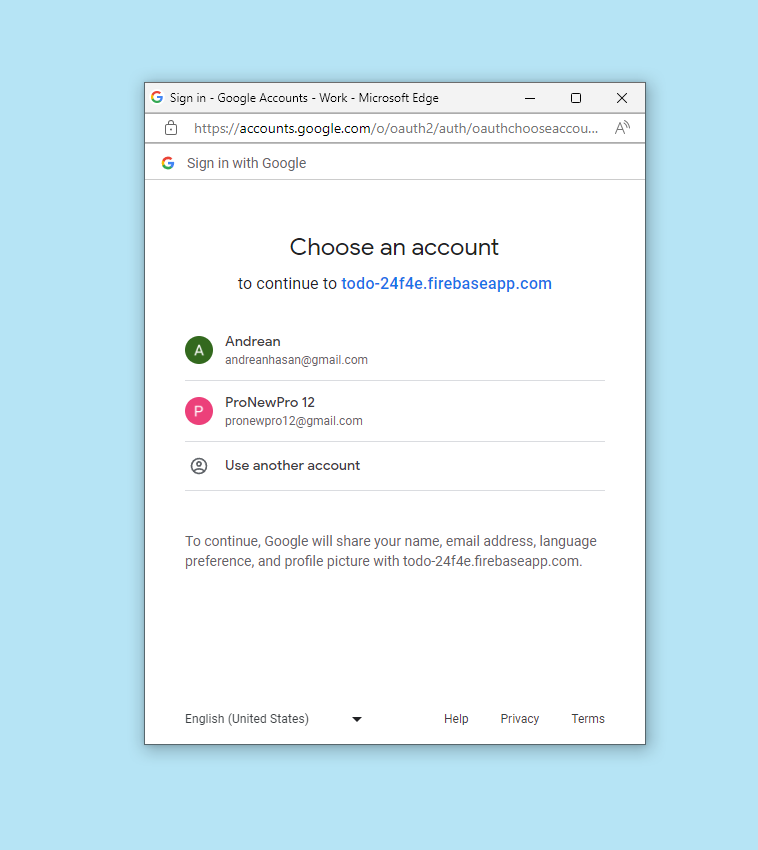 Sign in - Google Accounts - Work - Microsoft Edge
https://accounts.google.com/o/oauth2/auth/oauthchooseaccou...
Sign in with Google
Choose an account
to continue to todo-24f4e.firebaseapp.com
A
Andrean
andreanhasan@gmail.com
P
ProNewPro 12
pronewpro12@gmail.com
Use another account
To continue, Google will share your name, email address, language
preference, and profile picture with todo-24f4e.firebaseapp.com.
English (United States)
Help Privacy Terms